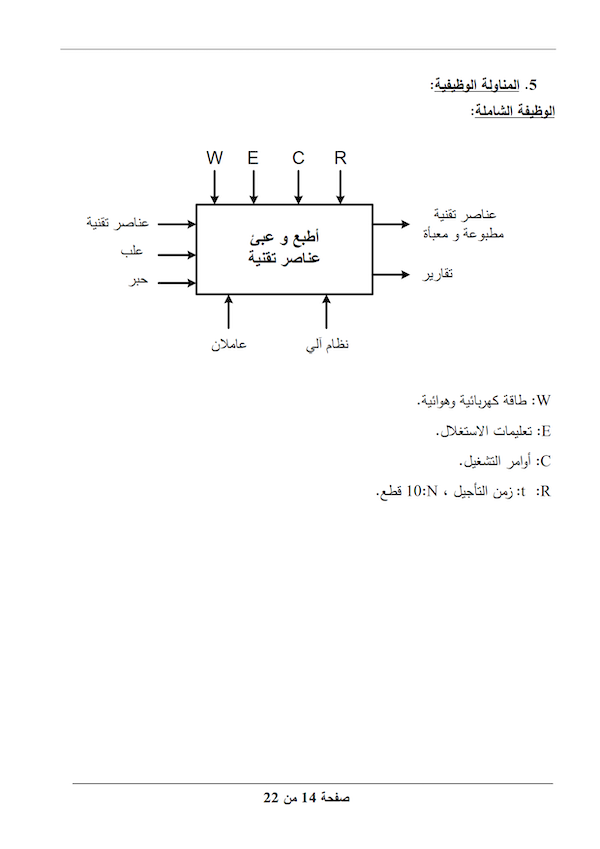 5. المناولة الوظيفية:
الوظيفة الشاملة:
W E C R
عناصر تقنية
علب
حبر
أطبع و عبئ
عناصر تقنية
عناصر تقنية
مطبوعة و معبأة
تقارير
عاملان
نظام آلي
W: طاقة كهربائية وهوائية.
E: تعليمات الاستغلال.
C: أوامر التشغيل.
R: t: زمن التأجيل ، N:10 قطع.
صفحة 14 من 22